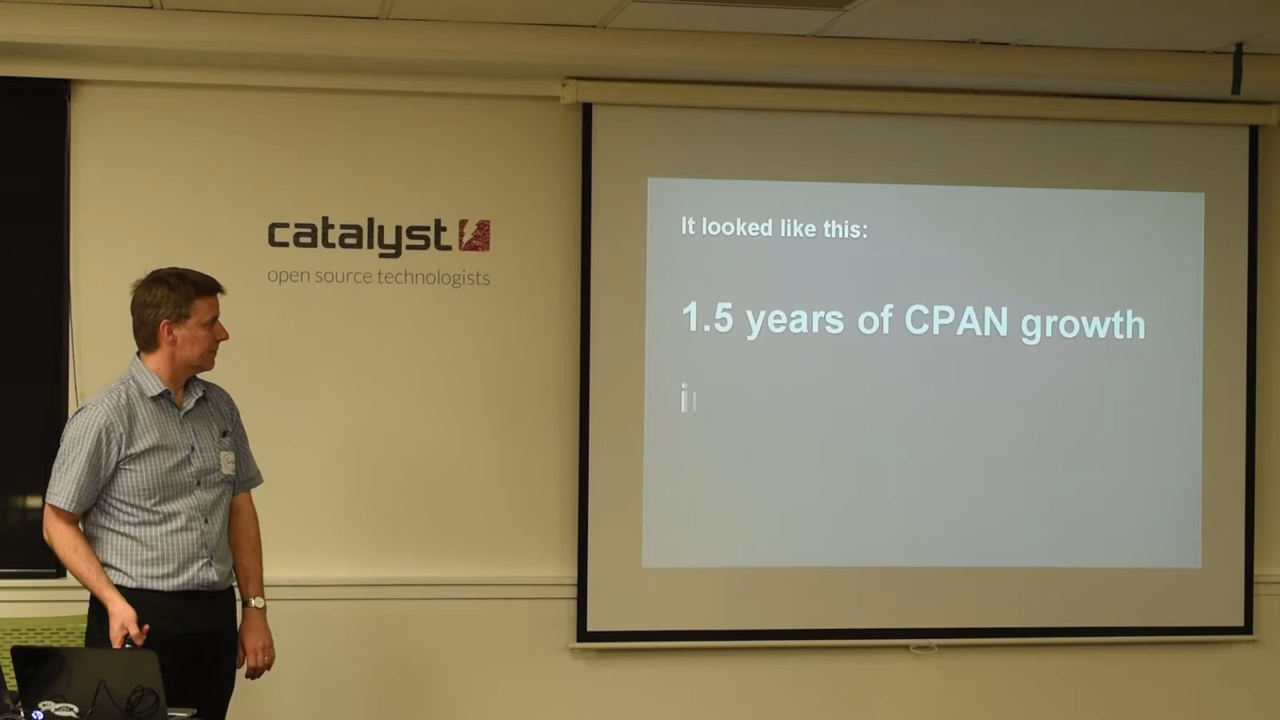 catalyst
open source technologists
It looked like this:
1.5 years of CPAN growth
i